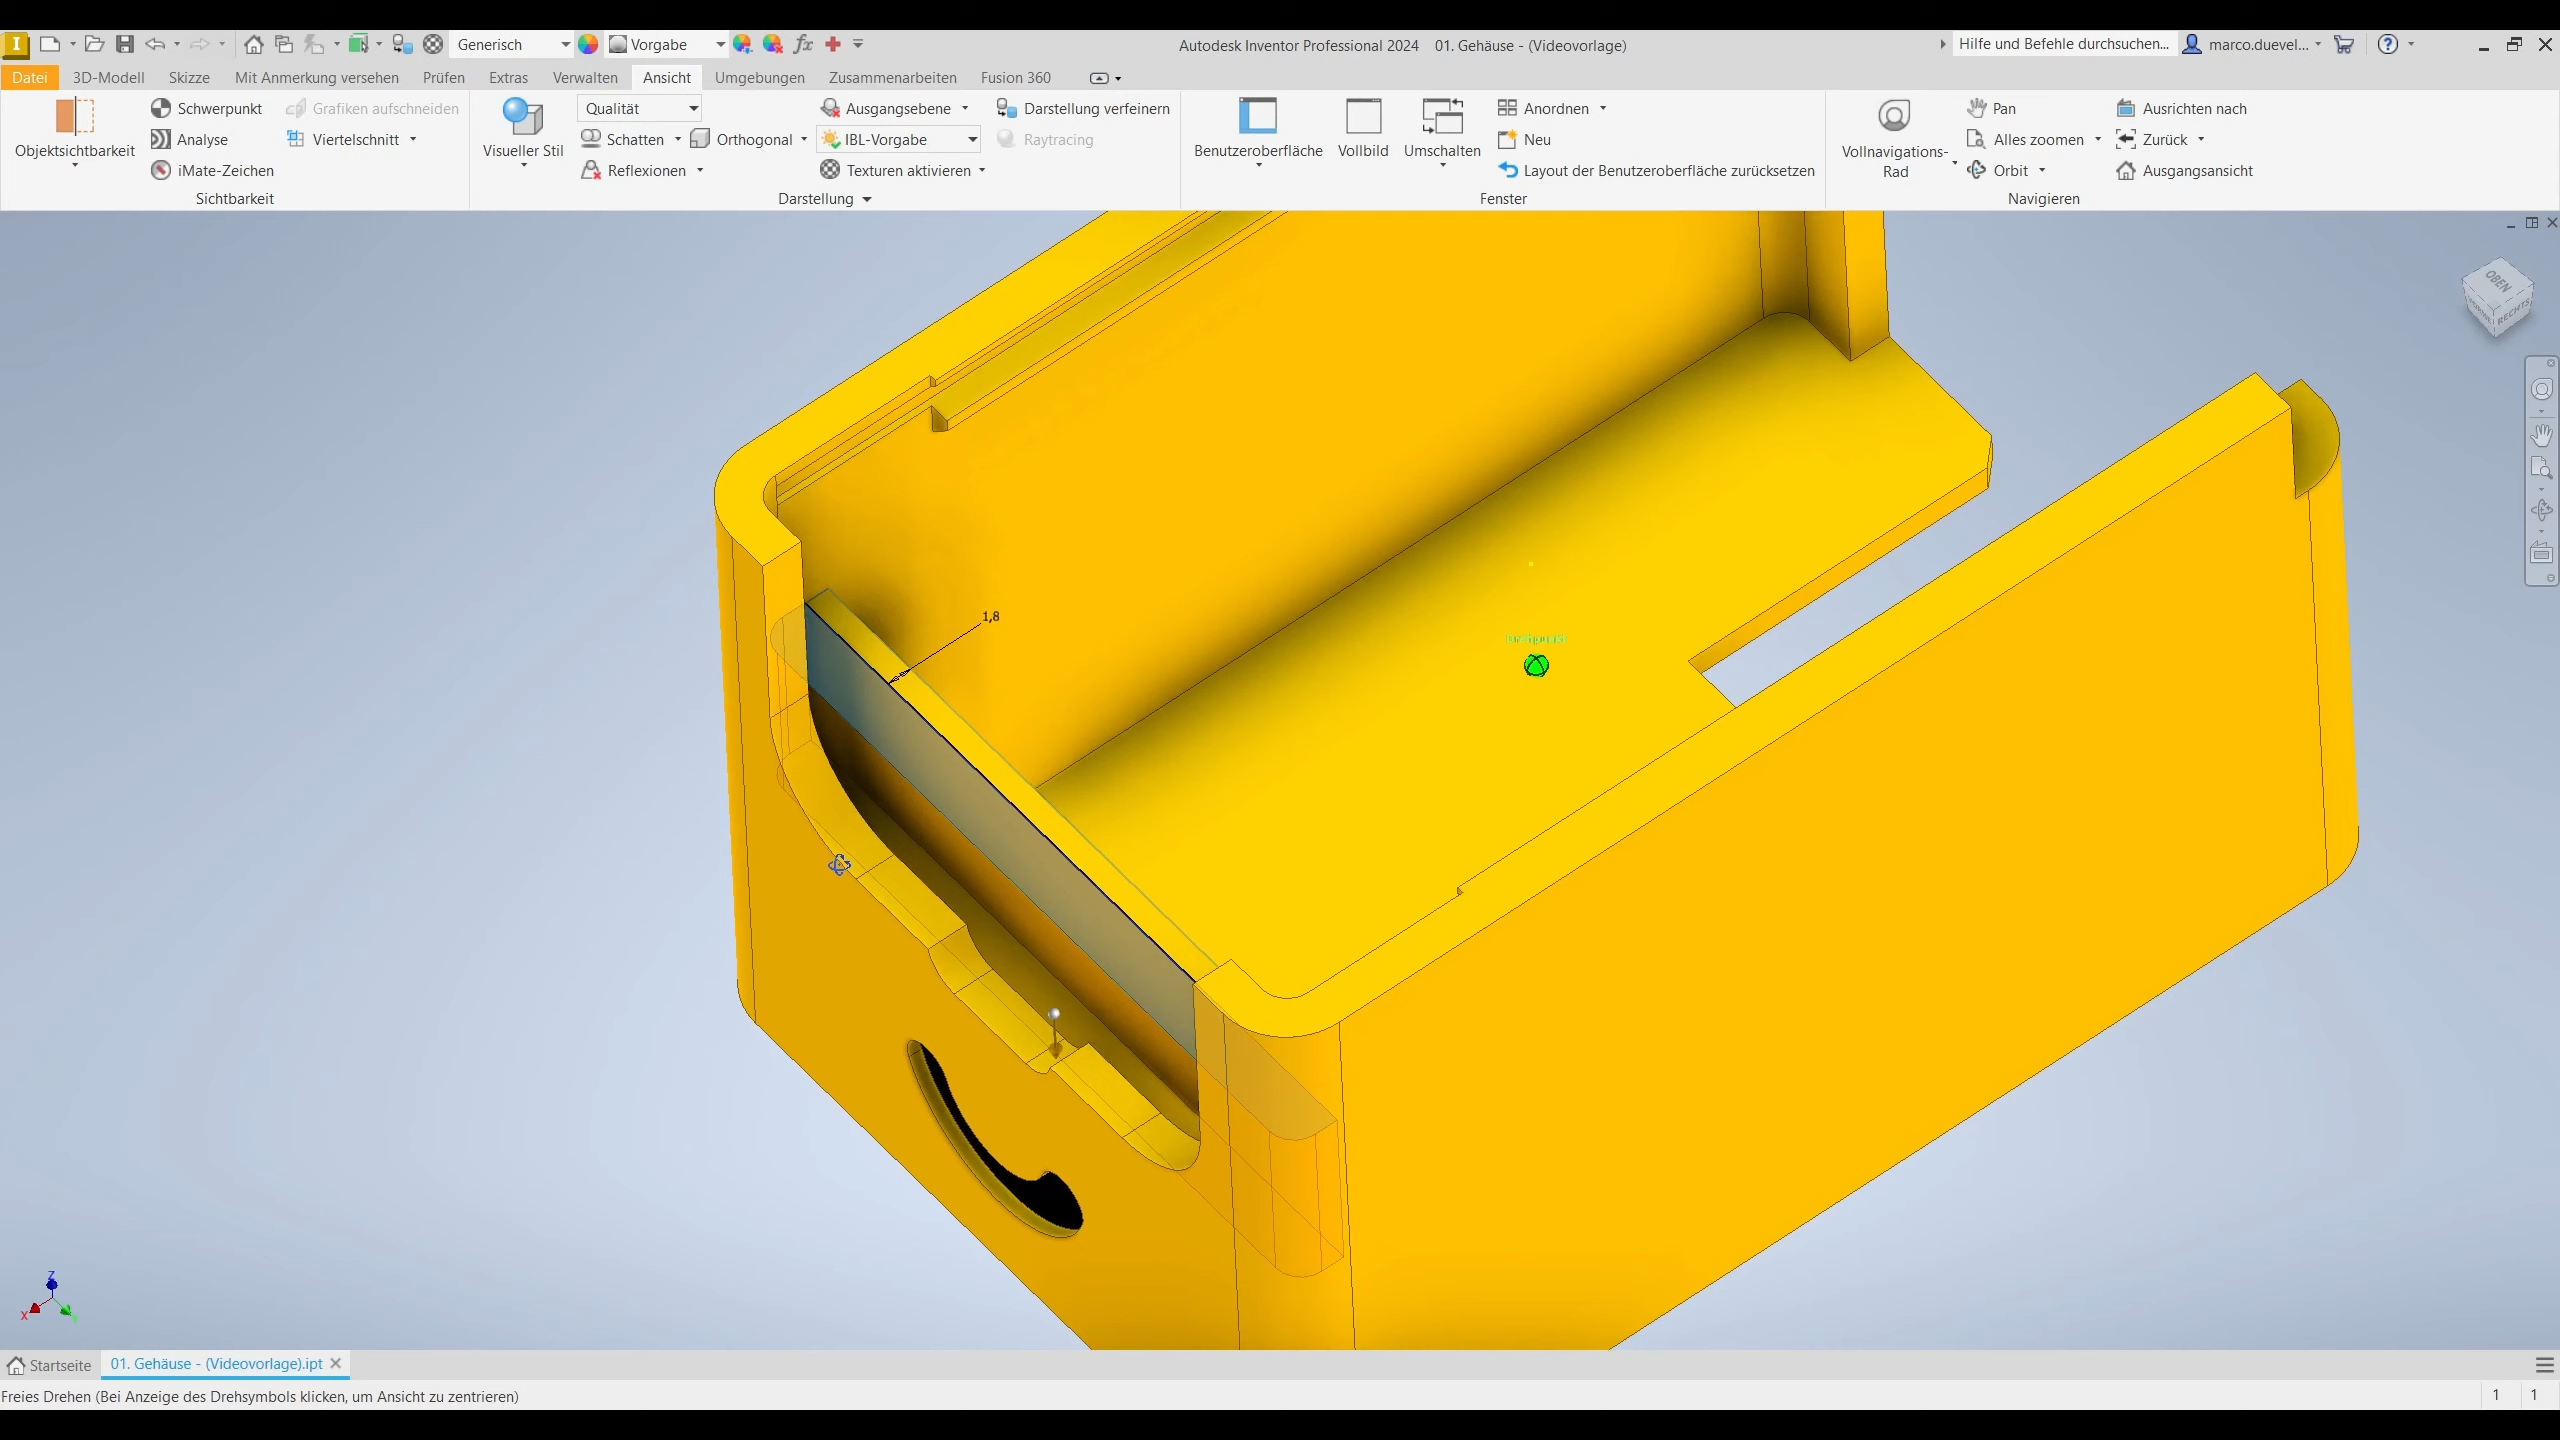 Generisch
Vorgabe
Autodesk Inventor Professional 2024 01. Gehäuse - (Videovorlage)
Hilfe und Befehle durchsuchen...
marco.duevel...
Datei 3D-Modell Skizze Mit Anmerkung versehen Prüfen Extras Verwalten Ansicht Umgebungen Zusammenarbeiten Fusion 360
Objektsichtbarkeit
Schwerpunkt
Analyse
iMate-Zeichen
Grafiken aufschneiden
Viertelschnitt
Sichtbarkeit
Visueller Stil
Qualität
Schatten
Reflexionen
Orthogonal
Ausgangsebene
IBL-Vorgabe
Texturen aktivieren
Darstellung verfeinern
Raytracing
Darstellung
Benutzeroberfläche
Vollbild
Umschalten
Anordnen
Neu
Layout der Benutzeroberfläche zurücksetzen
Fenster
Vollnavigations-
Rad
Pan
Alles zoomen
Orbit
Ausrichten nach
Zurück
Ausgangsansicht
Navigieren
OBEN
RECHTS
1,8
Drehpunkt
Z
X
Y
Startseite
01. Gehäuse - (Videovorlage).ipt
Freies Drehen (Bei Anzeige des Drehsymbols klicken, um Ansicht zu zentrieren)
1 1